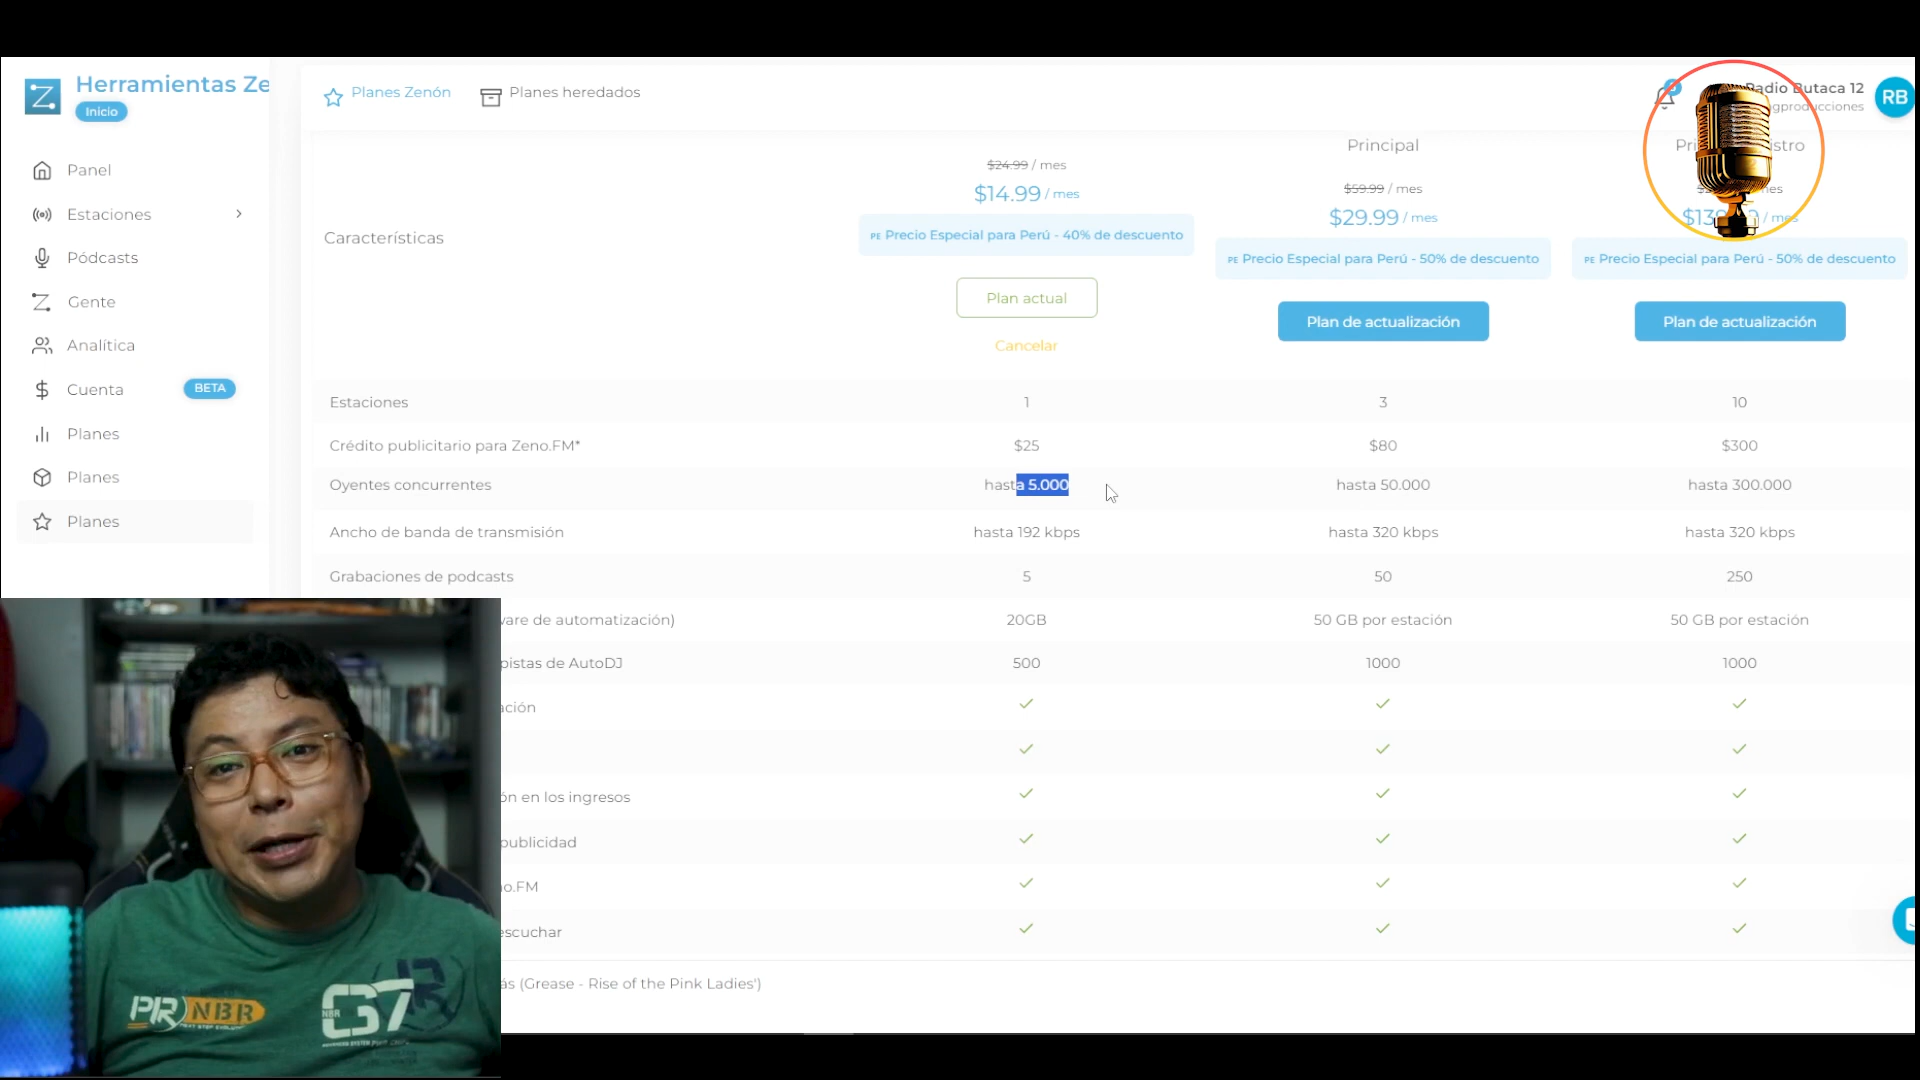 Herramientas Ze
Inicio
Planes Zenón
Planes heredados
Radio Butaca 12
gproducciones
RB
Panel
Estaciones
Pódcasts
Gente
Analítica
Cuenta
BETA
Planes
Planes
Planes
Características
$24.99 / mes
$14.99 / mes
PE Precio Especial para Perú - 40% de descuento
Plan actual
Cancelar
Principal
$59.99 / mes
$29.99 / mes
PE Precio Especial para Perú - 50% de descuento
Plan de actualización
PE Precio Especial para Perú - 50% de descuento
Plan de actualización
Estaciones 1 3 10
Crédito publicitario para Zeno.FM* $25 $80 $300
Oyentes concurrentes hasta 5.000 hasta 50.000 hasta 300.000
Ancho de banda de transmisión hasta 192 kbps hasta 320 kbps hasta 320 kbps
Grabaciones de podcasts 5 50 250
ware de automatización) 20GB 50 GB por estación 50 GB por estación
pistas de AutoDJ 500 1000 1000
ación
ón en los ingresos
publicidad
o.FM
escuchar
ás (Grease - Rise of the Pink Ladies')
PR NBR
NBR
G7